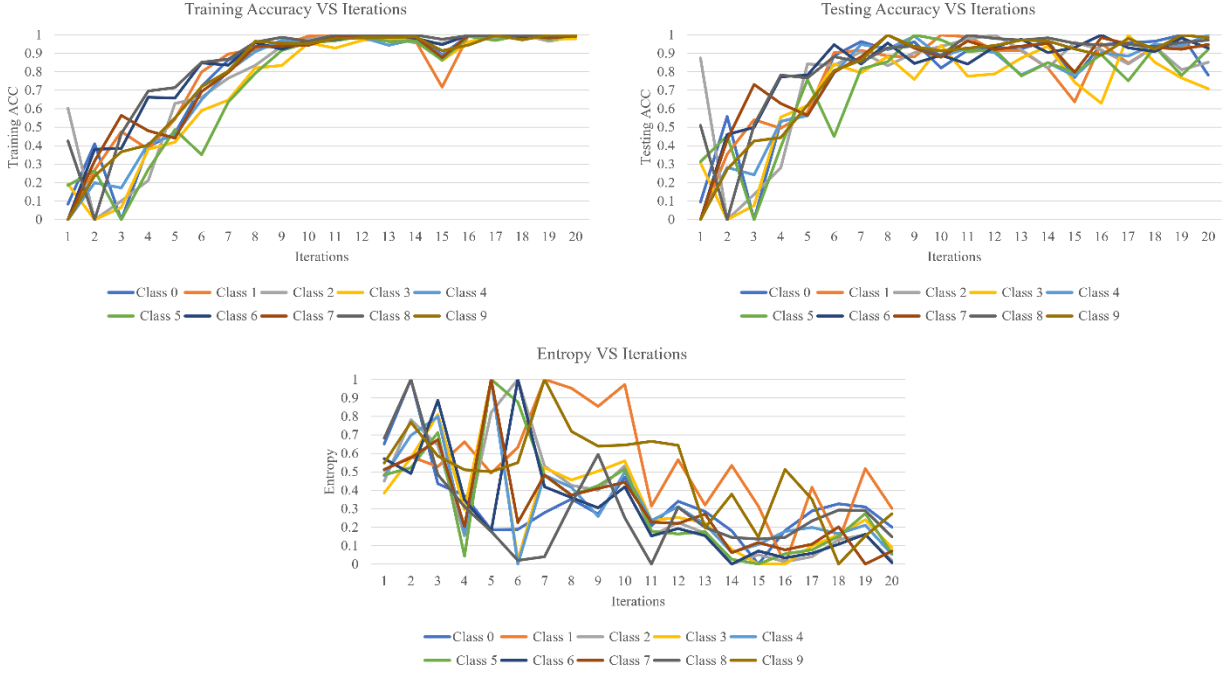 Training Accuracy VS Iterations
Training ACC
1
0.9
0.8
0.7
0.6
0.5
0.4
0.3
0.2
0.1
0
1 2 3 4 5 6 7 8 9 10 11 12 13 14 15 16 17 18 19 20
Iterations
Class 0 Class 1 Class 2 Class 3 Class 4
Class 5 Class 6 Class 7 Class 8 Class 9
Testing Accuracy VS Iterations
Testing ACC
1
0.9
0.8
0.7
0.6
0.5
0.4
0.3
0.2
0.1
0
1 2 3 4 5 6 7 8 9 10 11 12 13 14 15 16 17 18 19 20
Iterations
Class 0 Class 1 Class 2 Class 3 Class 4
Class 5 Class 6 Class 7 Class 8 Class 9
Entropy VS Iterations
Entropy
1
0.9
0.8
0.7
0.6
0.5
0.4
0.3
0.2
0.1
0
1 2 3 4 5 6 7 8 9 10 11 12 13 14 15 16 17 18 19 20
Iterations
Class 0 Class 1 Class 2 Class 3 Class 4
Class 5 Class 6 Class 7 Class 8 Class 9